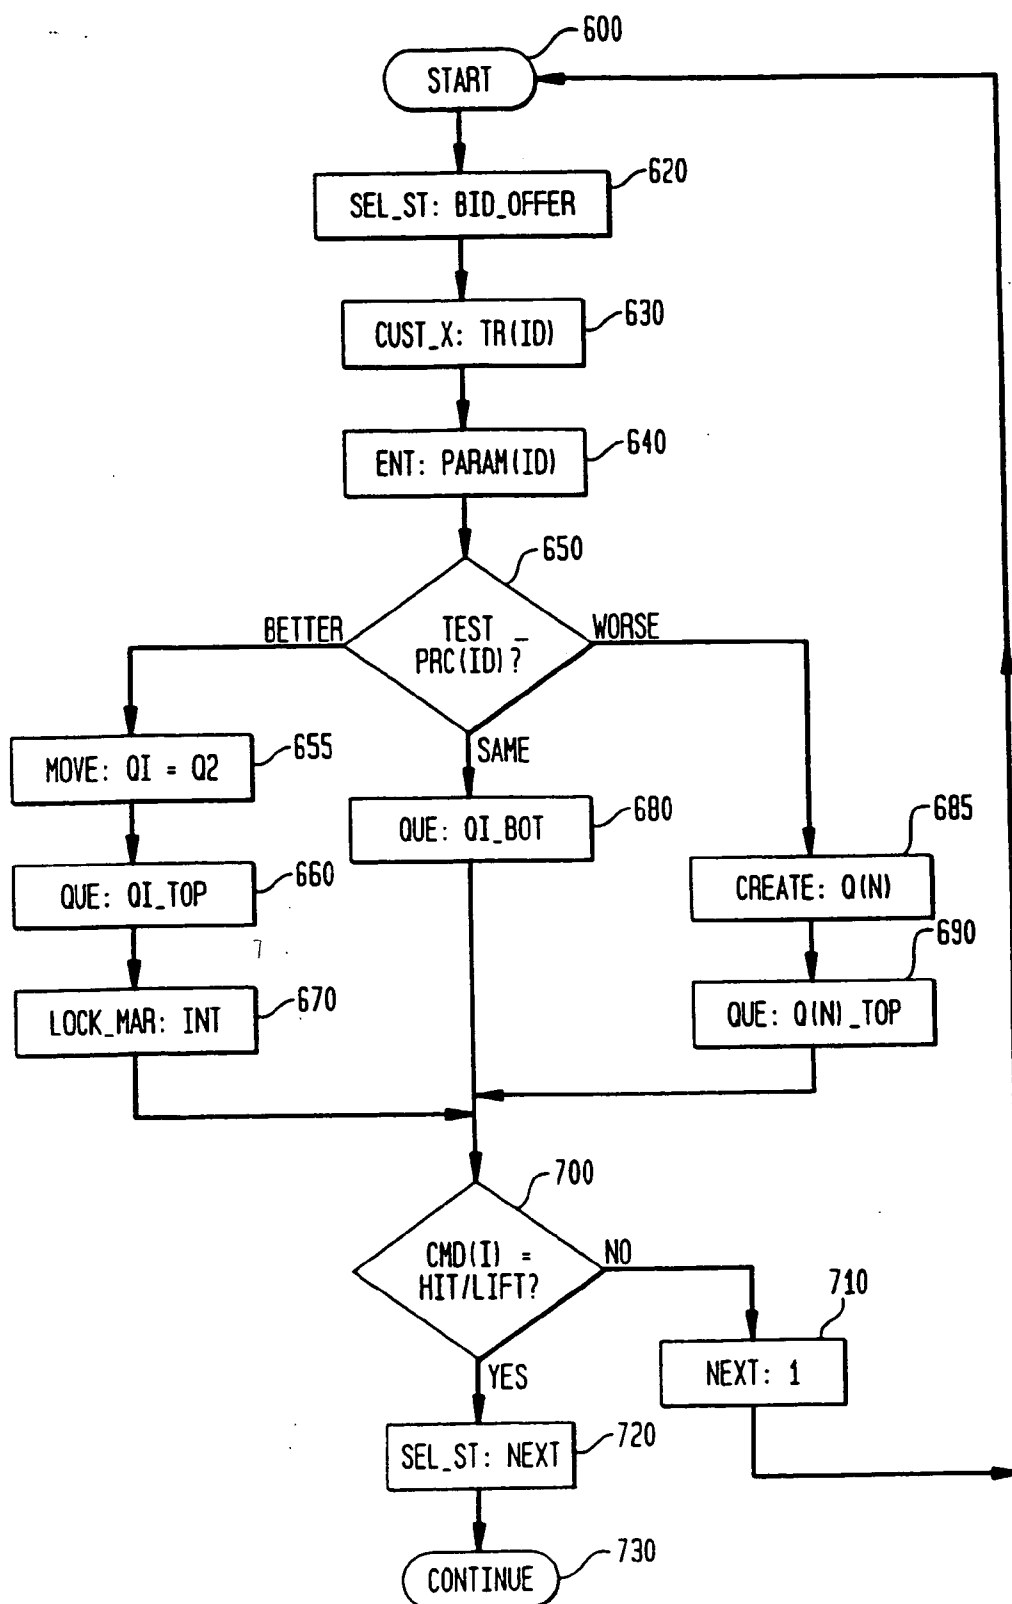 600
START
620
SEL_ST: BID_OFFER
630
CUST_X: TR(ID)
640
ENT: PARAM(ID)
650
BETTER
TEST _
PRC(ID)?
WORSE
SAME
655
MOVE: QI = Q2
680
QUE: QI_BOT
685
CREATE: Q(N)
660
QUE: QI_TOP
690
QUE: Q(N)_TOP
670
LOCK_MAR: INT
700
CMD(I) =
HIT/LIFT?
NO
YES
710
NEXT: 1
720
SEL_ST: NEXT
730
CONTINUE